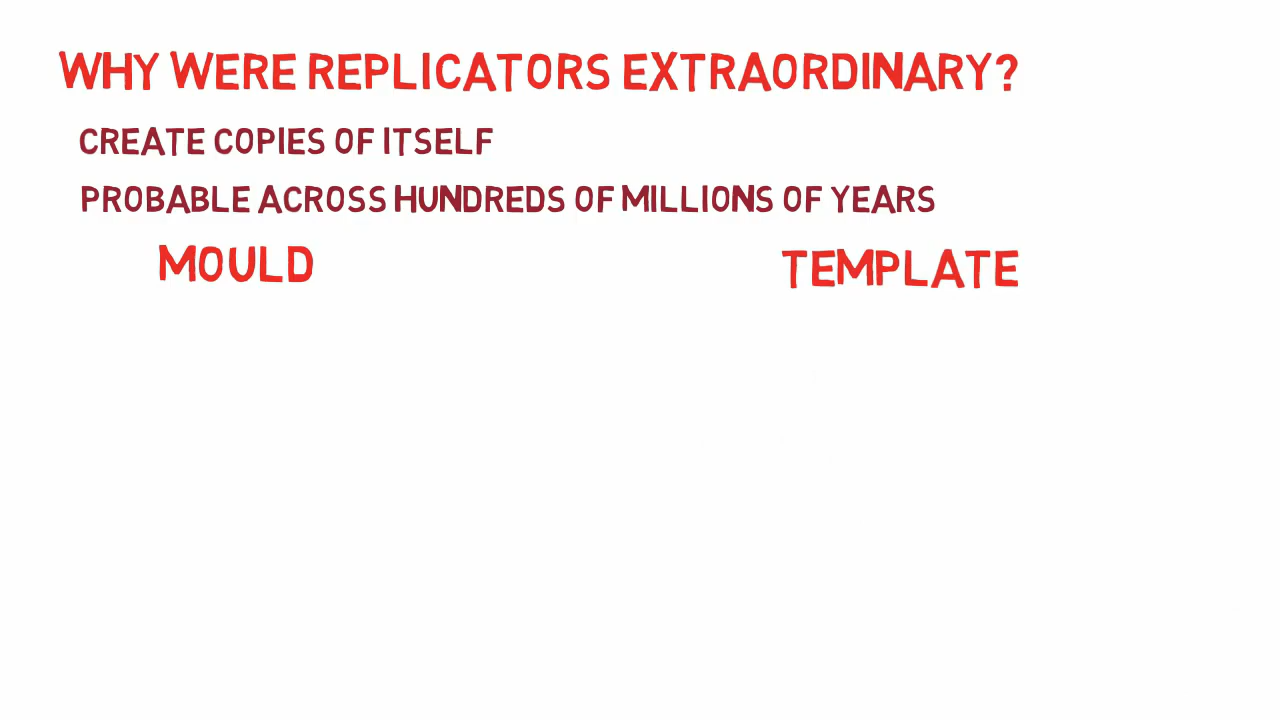 WHY WERE REPLICATORS EXTRAORDINARY?
CREATE COPIES OF ITSELF
PROBABLE ACROSS HUNDREDS OF MILLIONS OF YEARS
MOULD TEMPLATE